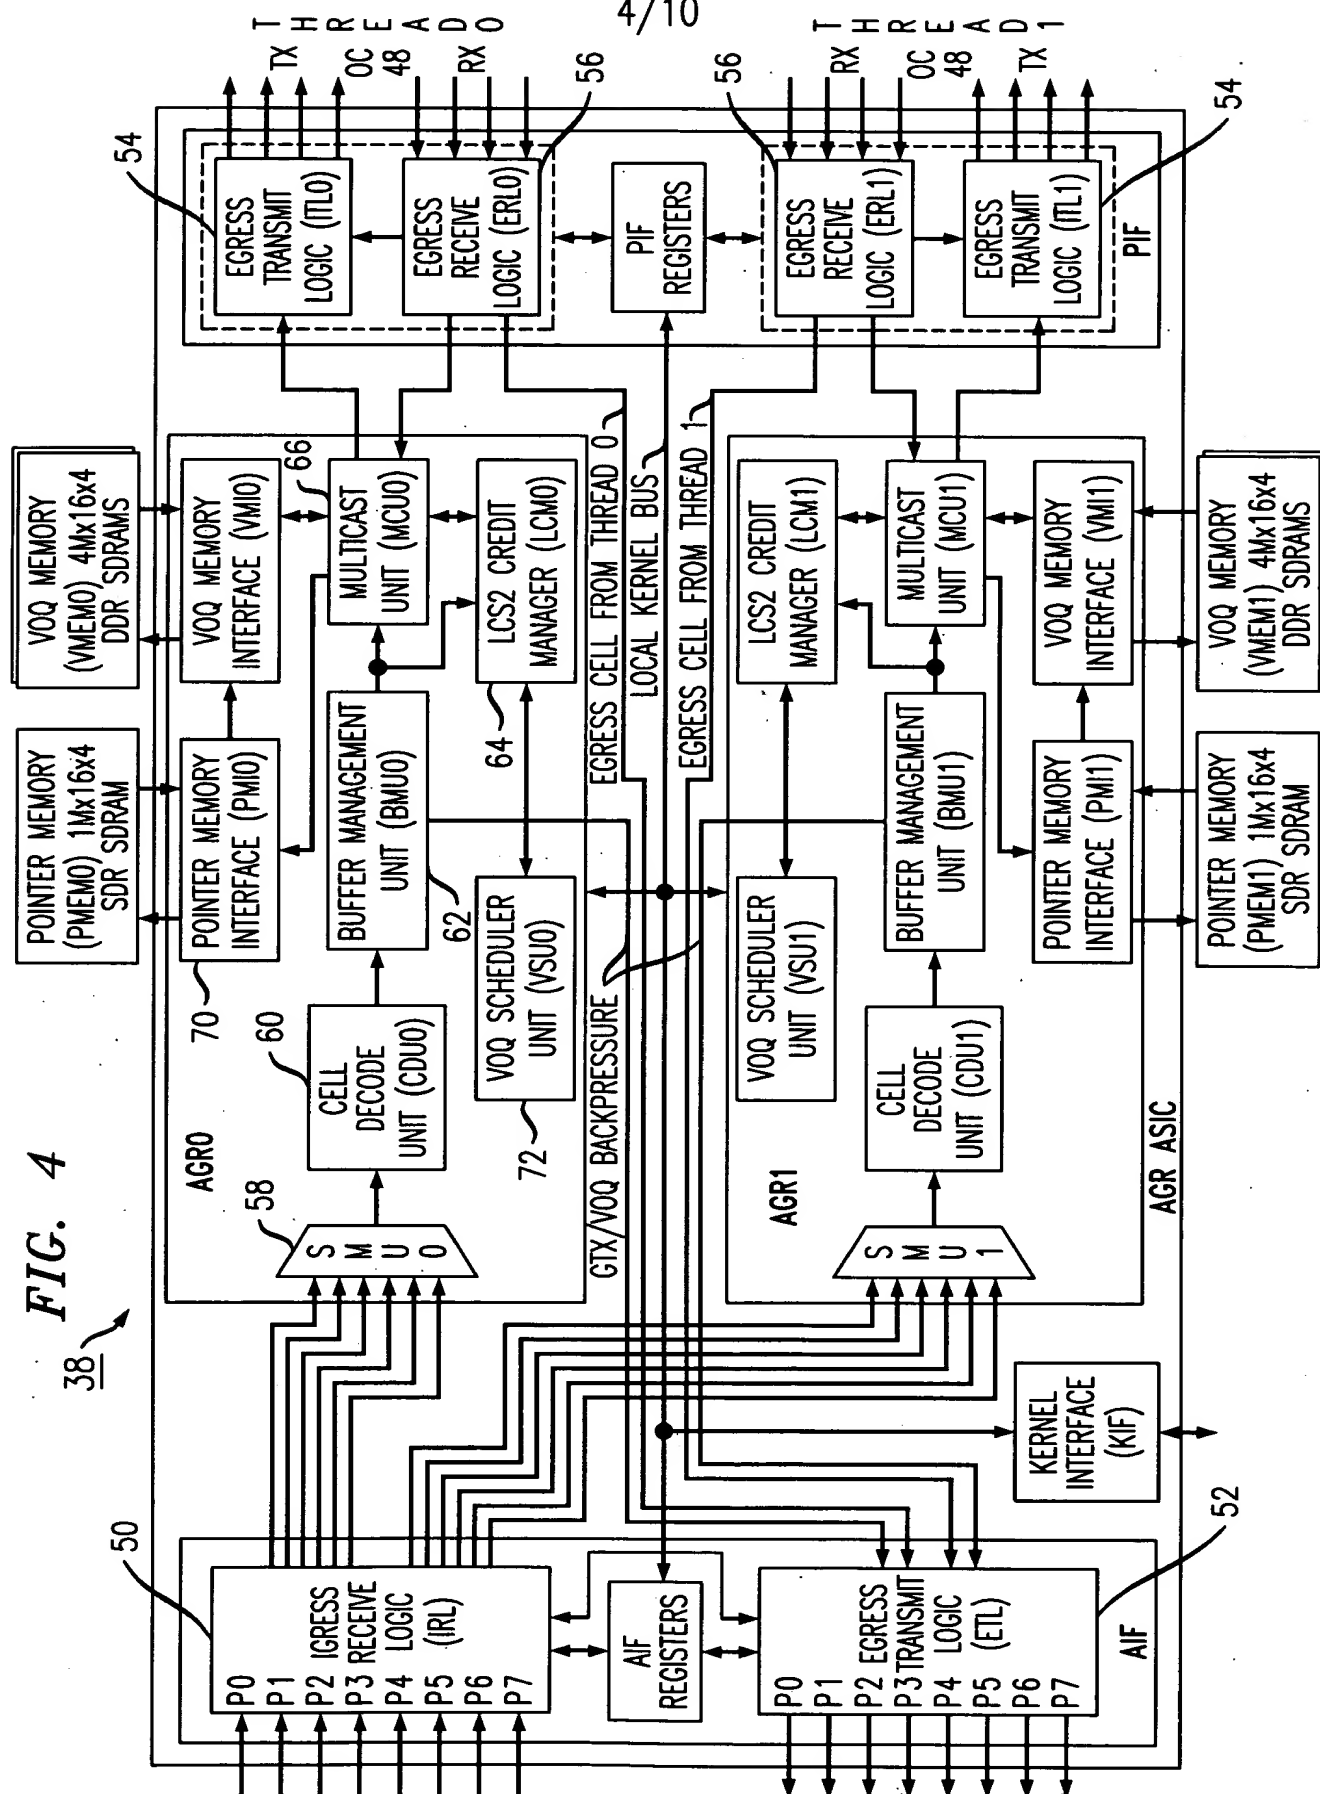 4/10
FIG. 4
38
THREAD 0
TX
OC
48
RX
THREAD 1
RX
OC
48
TX
54
56
56
54
EGRESS
TRANSMIT
LOGIC (ITL0)
EGRESS
RECEIVE
LOGIC (ERL0)
PIF
REGISTERS
EGRESS
RECEIVE
LOGIC (ERL1)
EGRESS
TRANSMIT
LOGIC (ITL1)
PIF
VOQ MEMORY
(VMEM0) 4Mx16x4
DDR SDRAMS
VOQ MEMORY
INTERFACE (VMI0)
66
MULTICAST
UNIT (MCU0)
LCS2 CREDIT
MANAGER (LCM0)
64
POINTER MEMORY
(PMEM0) 1Mx16x4
SDR SDRAM
POINTER MEMORY
INTERFACE (PMI0)
70
BUFFER MANAGEMENT
UNIT (BMU0)
62
VOQ SCHEDULER
UNIT (VSU0)
72
60
CELL
DECODE
UNIT (CDU0)
AGR0
58
SMU0
EGRESS CELL FROM THREAD 0
LOCAL KERNEL BUS
EGRESS CELL FROM THREAD 1
GTX/VOQ BACKPRESSURE
LCS2 CREDIT
MANAGER (LCM1)
MULTICAST
UNIT (MCU1)
VOQ MEMORY
INTERFACE (VMI1)
VOQ MEMORY
(VMEM1) 4Mx16x4
DDR SDRAMS
VOQ SCHEDULER
UNIT (VSU1)
BUFFER MANAGEMENT
UNIT (BMU1)
POINTER MEMORY
INTERFACE (PMI1)
POINTER MEMORY
(PMEM1) 1Mx16x4
SDR SDRAM
CELL
DECODE
UNIT (CDU1)
AGR1
SMU1
AGR ASIC
KERNEL
INTERFACE
(KIF)
50
IGRESS
RECEIVE
LOGIC
(IRL)
P0
P1
P2
P3
P4
P5
P6
P7
AIF
REGISTERS
EGRESS
TRANSMIT
LOGIC
(ETL)
P0
P1
P2
P3
P4
P5
P6
P7
52
AIF